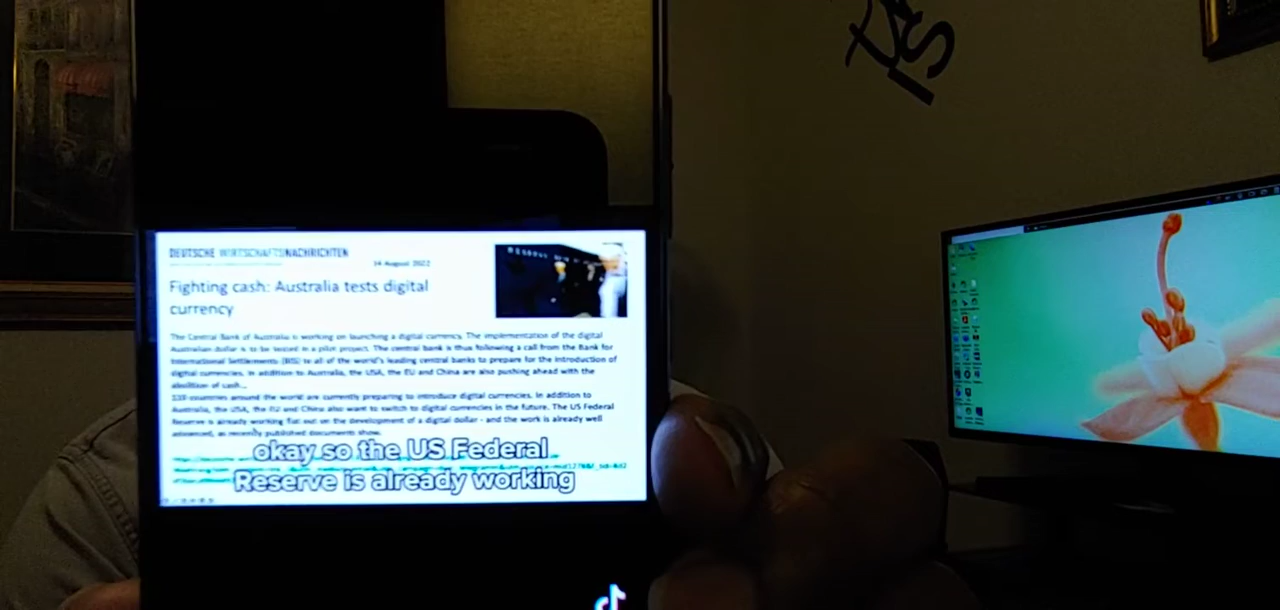 IS
DEUTSCHE WIRTSCHAFTSNACHRICHTEN
14 August 2022
Fighting cash: Australia tests digital
currency
The Central Bank of Australia is working on launching a digital currency. The implementation of the digital
Australian dollar is to be tested in a pilot project. The central bank is thus following a call from the Bank for
International Settlements (BIS) to all of the world's leading central banks to prepare for the introduction of
digital currencies. In addition to Australia, the USA, the EU and China are also pushing ahead with the
abolition of cash...
countries around the world are currently preparing to introduce digital currencies. In addition to
Australia, the USA, the EU and China also want to switch to digital currencies in the future. The US Federal
Reserve is already working flat out on the development of a digital dollar - and the work is already well
advanced, as recently published documents show.
okay so the US Federal
Reserve is already working